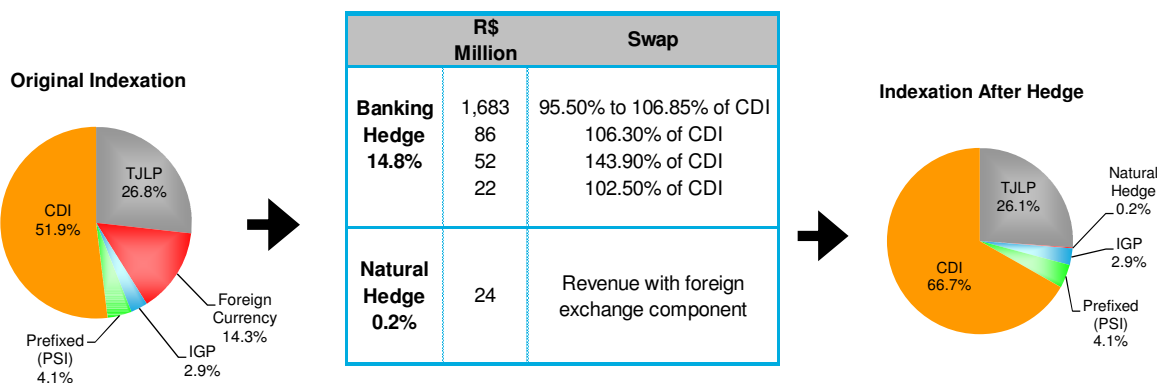 Original Indexation
TJLP
26.8%
CDI
51.9%
Foreign
Currency
14.3%
IGP
2.9%
Prefixed
(PSI)
4.1%
R$
Million
Swap
Banking
Hedge
14.8%
1,683 95.50% to 106.85% of CDI
86 106.30% of CDI
52 143.90% of CDI
22 102.50% of CDI
Natural
Hedge
0.2%
24
Revenue with foreign
exchange component
Indexation After Hedge
TJLP
26.1%
Natural
Hedge
0.2%
IGP
2.9%
CDI
66.7%
Prefixed
(PSI)
4.1%